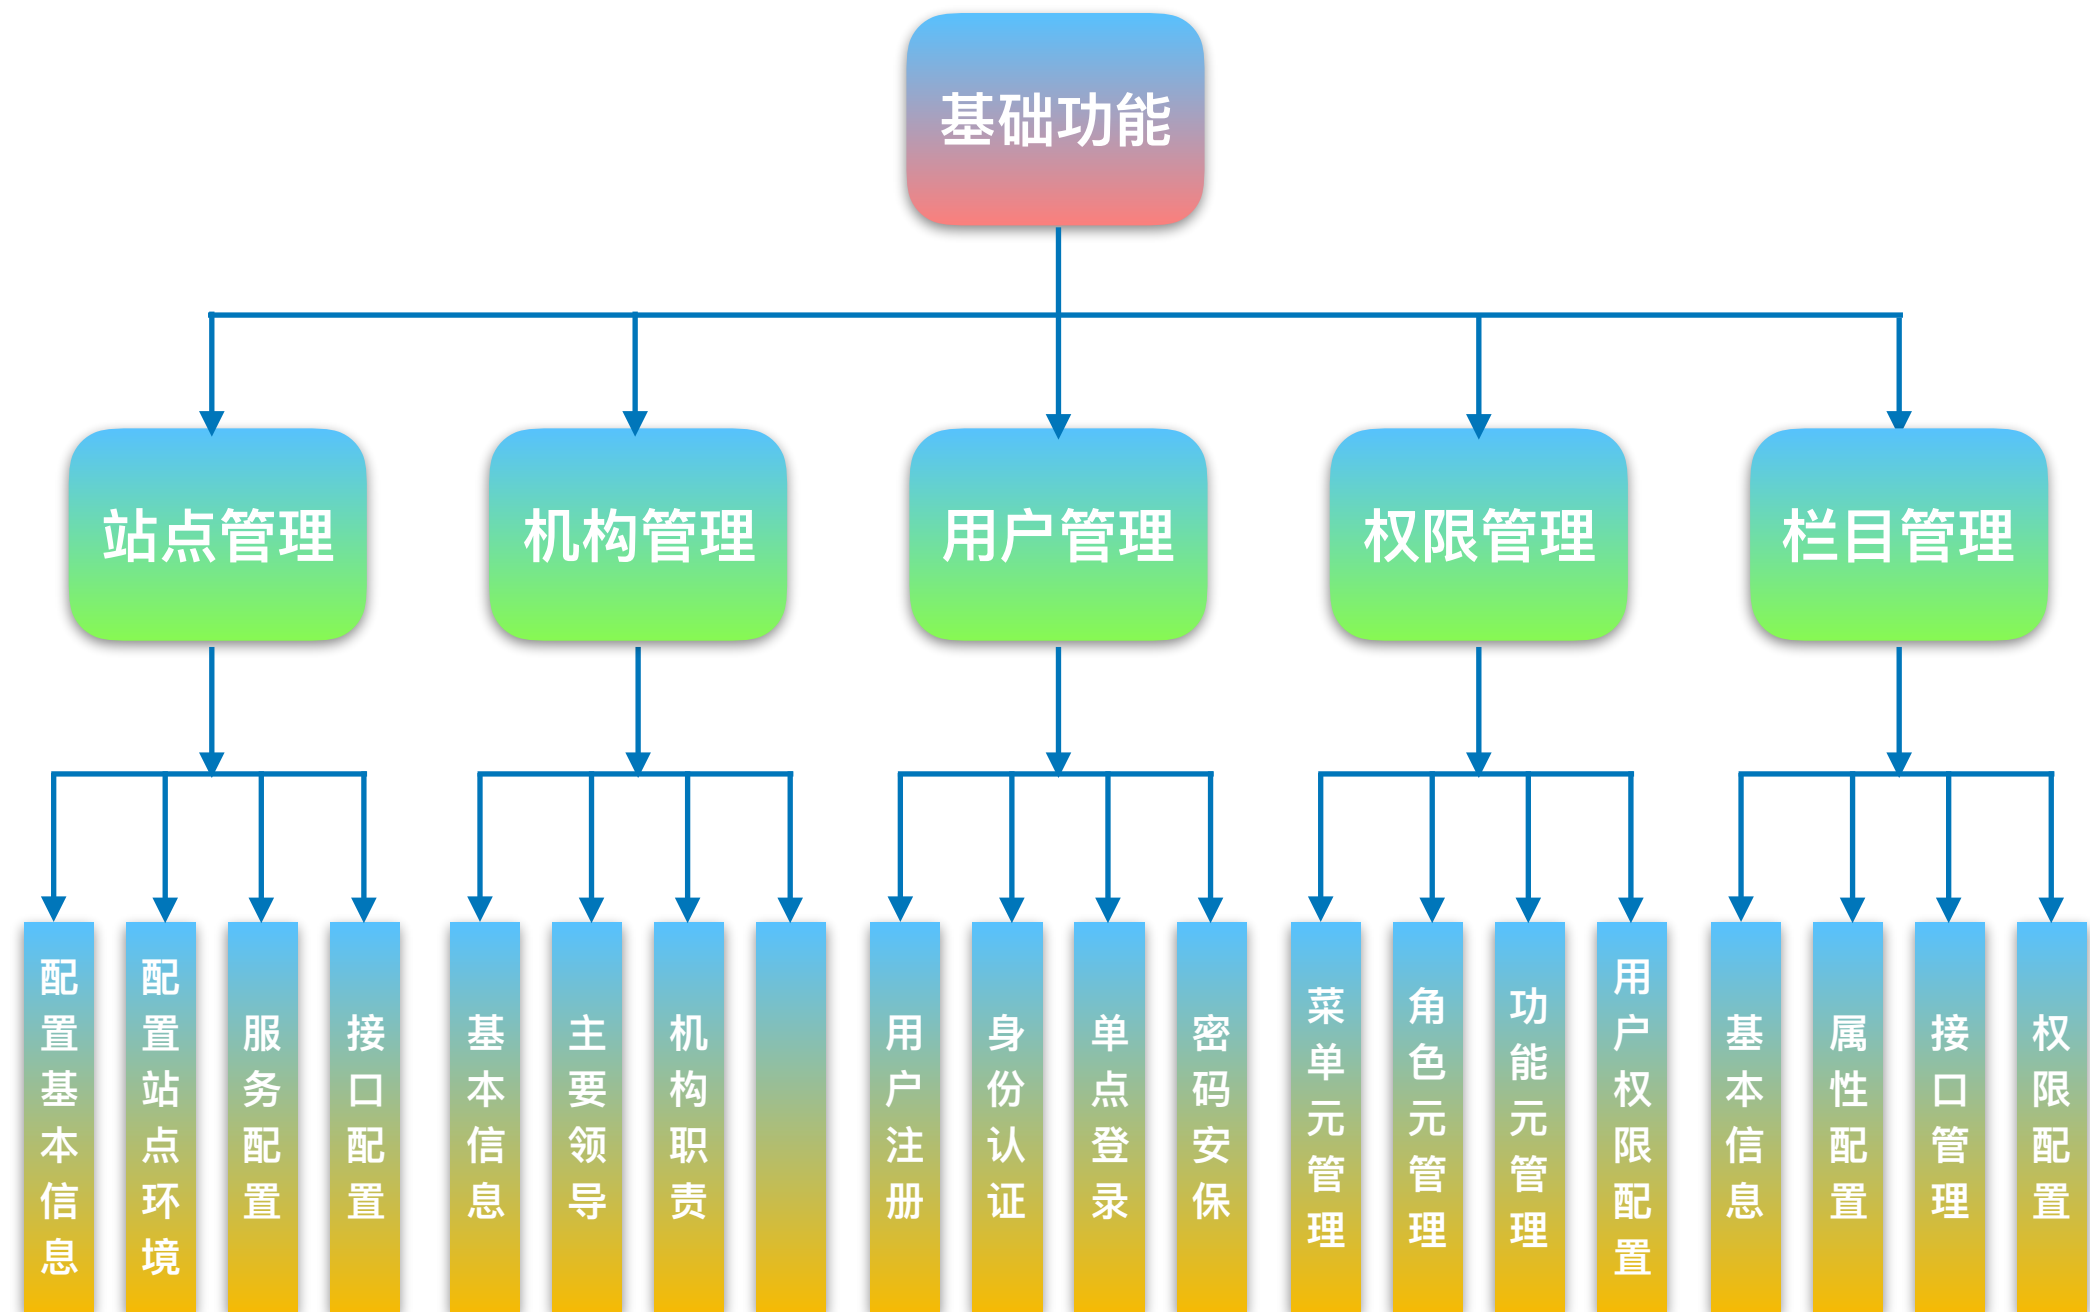 基础功能
站点管理
机构管理
用户管理
权限管理
栏目管理
配置基本信息
配置站点环境
服务配置
接口配置
基本信息
主要领导
机构职责
用户注册
身份认证
单点登录
密码安保
菜单元管理
角色元管理
功能元管理
用户权限配置
基本信息
属性配置
接口管理
权限配置